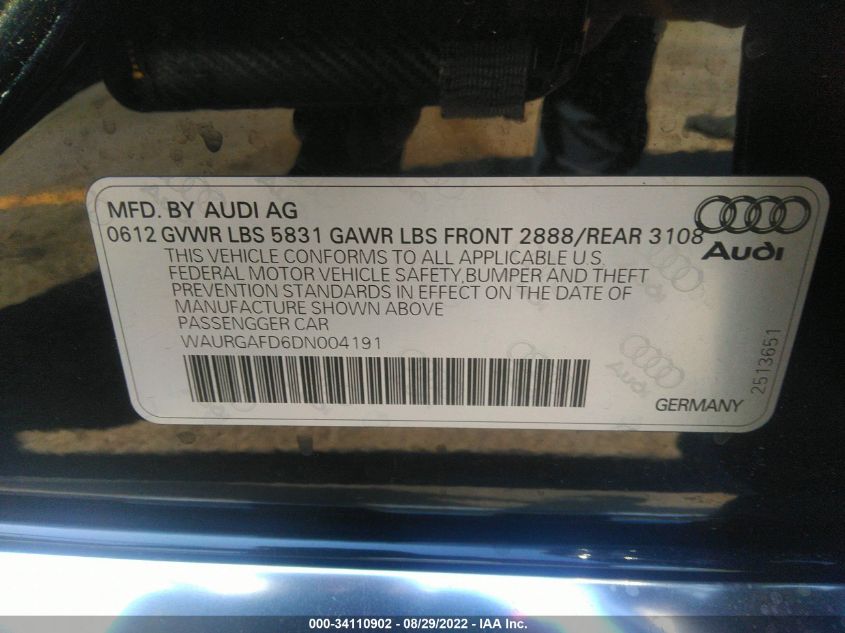 MFD. BY AUDI AG
0612 GVWR LBS 5831 GAWR LBS FRONT 2888/REAR 3108
THIS VEHICLE CONFORMS TO ALL APPLICABLE U.S.
FEDERAL MOTOR VEHICLE SAFETY,BUMPER AND THEFT
PREVENTION STANDARDS IN EFFECT ON THE DATE OF
MANUFACTURE SHOWN ABOVE
PASSENGGER CAR
WAURGAFD6DN004191
Audi
2513651
GERMANY
000-34110902 - 08/29/2022 - IAA Inc.